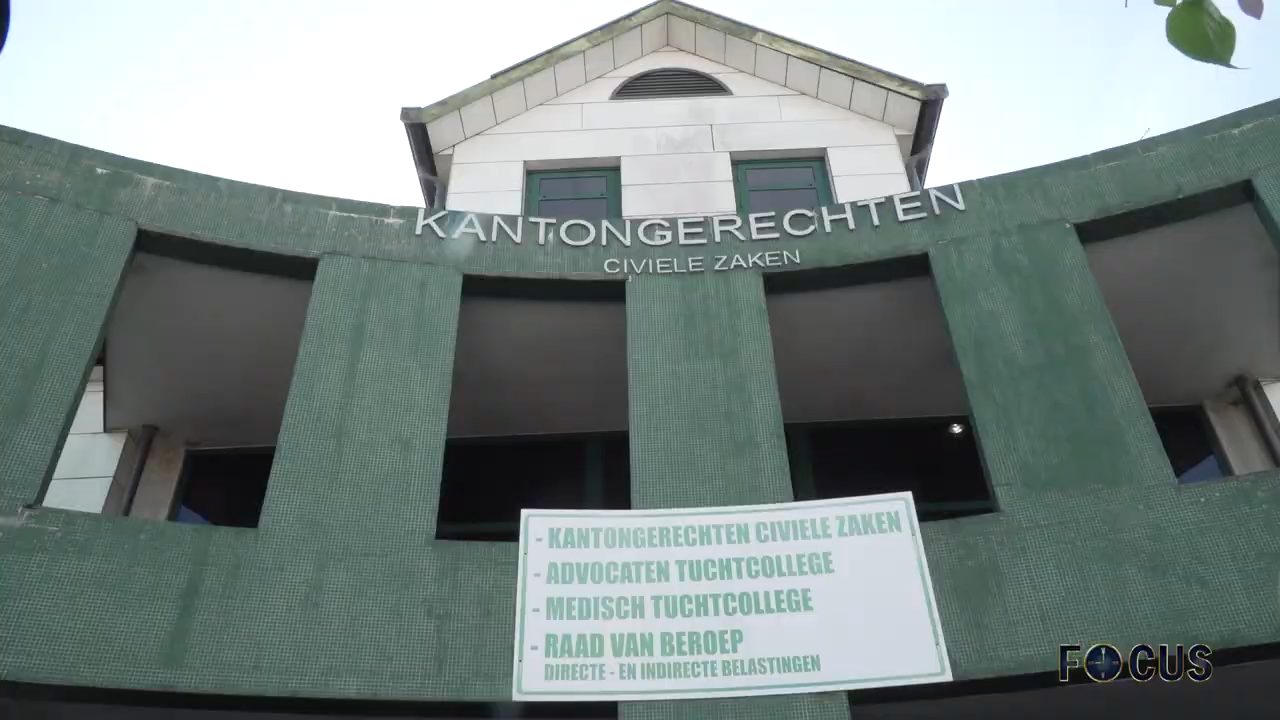 KANTONGERECHTEN
CIVIELE ZAKEN
- KANTONGERECHTEN CIVIELE ZAKEN
- ADVOCATEN TUCHTCOLLEGE
- MEDISCH TUCHTCOLLEGE
- RAAD VAN BEROEP
DIRECTE - EN INDIRECTE BELASTINGEN
FOCUS